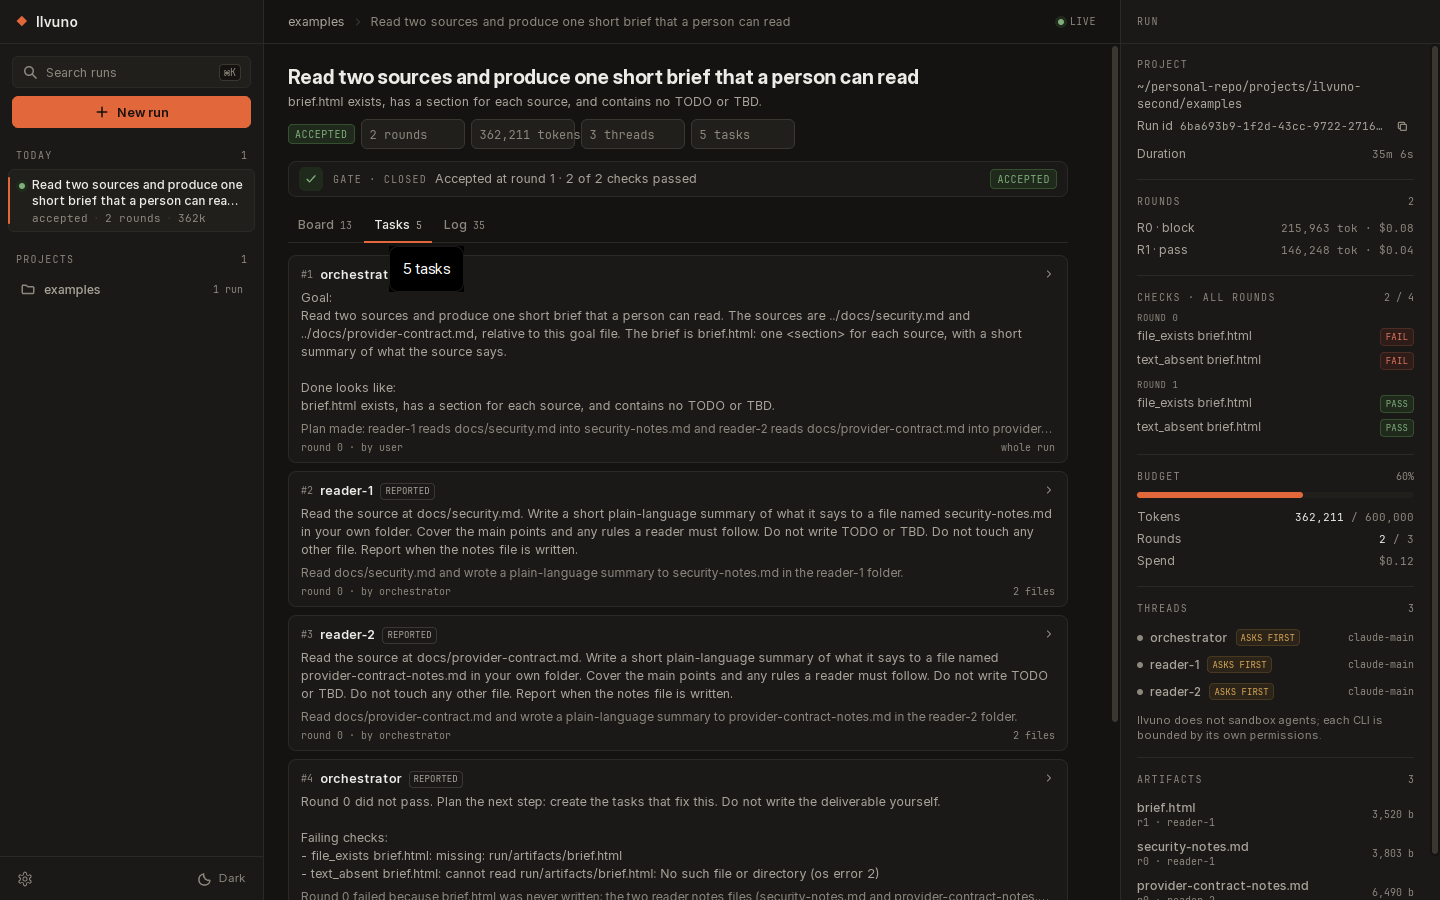 Ilvuno
Search runs
⌘K
New run
TODAY 1
Read two sources and produce one
short brief that a person can rea…
accepted · 2 rounds · 362k
PROJECTS 1
examples 1 run
Dark
examples › Read two sources and produce one short brief that a person can read
LIVE
Read two sources and produce one short brief that a person can read
brief.html exists, has a section for each source, and contains no TODO or TBD.
ACCEPTED 2 rounds 362,211 tokens 3 threads 5 tasks
GATE · CLOSED Accepted at round 1 · 2 of 2 checks passed ACCEPTED
Board 13 Tasks 5 Log 35
5 tasks
#1 orchestrat
Goal:
Read two sources and produce one short brief that a person can read. The sources are ../docs/security.md and
../docs/provider-contract.md, relative to this goal file. The brief is brief.html: one <section> for each source, with a short
summary of what the source says.
Done looks like:
brief.html exists, has a section for each source, and contains no TODO or TBD.
Plan made: reader-1 reads docs/security.md into security-notes.md and reader-2 reads docs/provider-contract.md into provider…
round 0 · by user whole run
#2 reader-1 REPORTED
Read the source at docs/security.md. Write a short plain-language summary of what it says to a file named security-notes.md
in your own folder. Cover the main points and any rules a reader must follow. Do not write TODO or TBD. Do not touch any
other file. Report when the notes file is written.
Read docs/security.md and wrote a plain-language summary to security-notes.md in the reader-1 folder.
round 0 · by orchestrator 2 files
#3 reader-2 REPORTED
Read the source at docs/provider-contract.md. Write a short plain-language summary of what it says to a file named
provider-contract-notes.md in your own folder. Cover the main points and any rules a reader must follow. Do not write TODO
or TBD. Do not touch any other file. Report when the notes file is written.
Read docs/provider-contract.md and wrote a plain-language summary to provider-contract-notes.md in the reader-2 folder.
round 0 · by orchestrator 2 files
#4 orchestrator REPORTED
Round 0 did not pass. Plan the next step: create the tasks that fix this. Do not write the deliverable yourself.
Failing checks:
- file_exists brief.html: missing: run/artifacts/brief.html
- text_absent brief.html: cannot read run/artifacts/brief.html: No such file or directory (os error 2)
Round 0 failed because brief.html was never written; the two reader notes files (security-notes.md and provider-contract-notes.…
RUN
PROJECT
~/personal-repo/projects/ilvuno-
second/examples
Run id 6ba693b9-1f2d-43cc-9722-2716…
Duration 35m 6s
ROUNDS 2
R0 · block 215,963 tok · $0.08
R1 · pass 146,248 tok · $0.04
CHECKS · ALL ROUNDS 2 / 4
ROUND 0
file_exists brief.html FAIL
text_absent brief.html FAIL
ROUND 1
file_exists brief.html PASS
text_absent brief.html PASS
BUDGET 60%
Tokens 362,211 / 600,000
Rounds 2 / 3
Spend $0.12
THREADS 3
orchestrator ASKS FIRST claude-main
reader-1 ASKS FIRST claude-main
reader-2 ASKS FIRST claude-main
Ilvuno does not sandbox agents; each CLI is
bounded by its own permissions.
ARTIFACTS 3
brief.html 3,520 b
r1 · reader-1
security-notes.md 3,803 b
r0 · reader-1
provider-contract-notes.md 6,490 b
r0 · reader-2